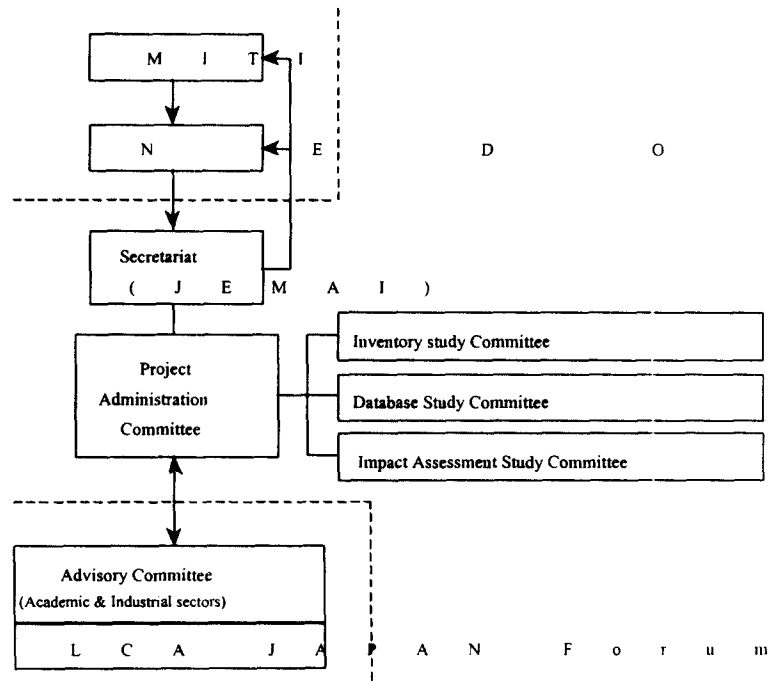 M I T I
N E D O
Secretariat
( J E M A I )
Project
Administration
Committee
Inventory study Committee
Database Study Committee
Impact Assessment Study Committee
Advisory Committee
(Academic & Industrial sectors)
L C A J A P A N F o r u m